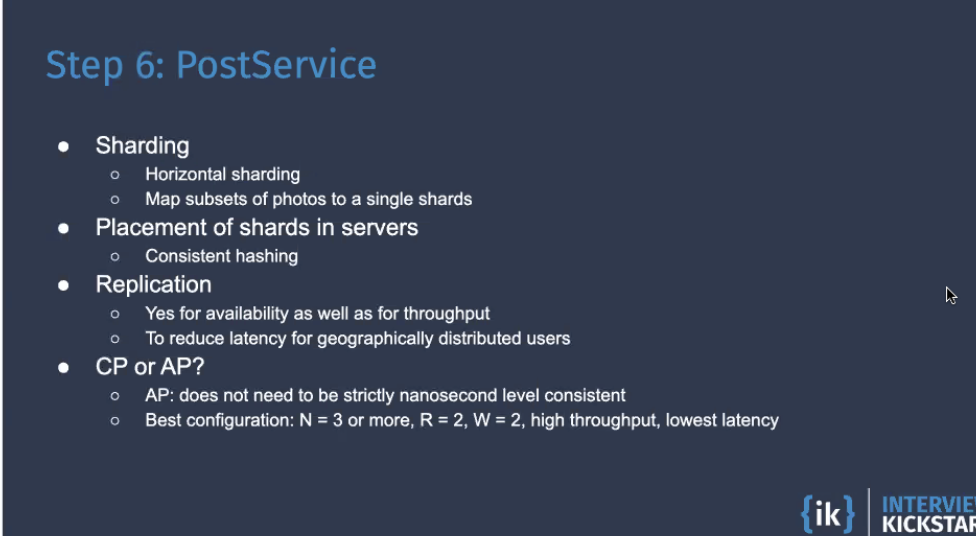 Step 6: PostService
● Sharding
○ Horizontal sharding
○ Map subsets of photos to a single shards
● Placement of shards in servers
○ Consistent hashing
● Replication
○ Yes for availability as well as for throughput
○ To reduce latency for geographically distributed users
● CP or AP?
○ AP: does not need to be strictly nanosecond level consistent
○ Best configuration: N = 3 or more, R = 2, W = 2, high throughput, lowest latency
{ik}
INTERVIE
KICKSTAR